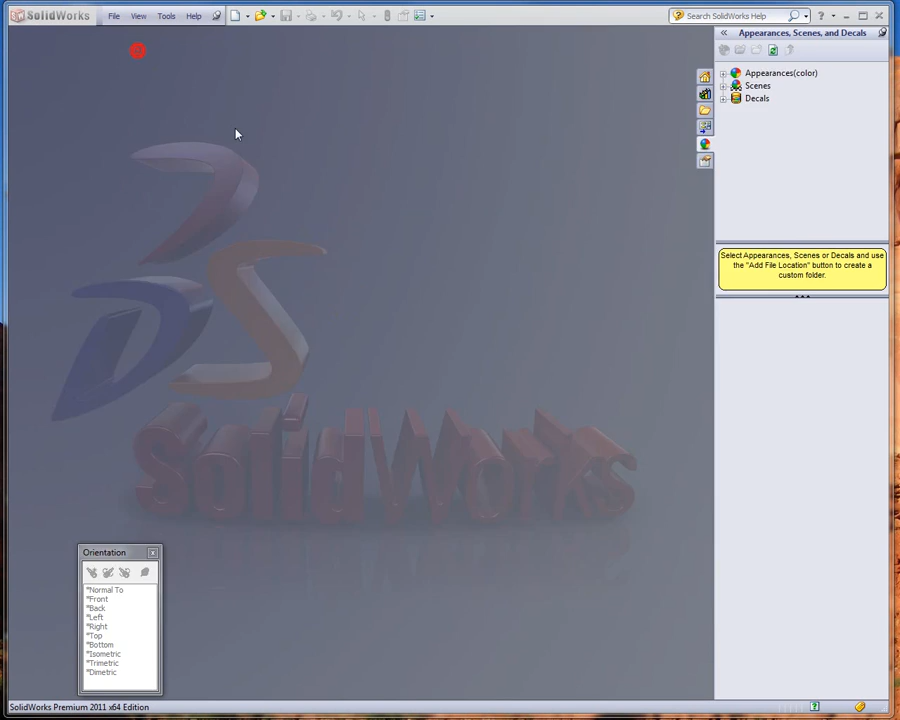 SolidWorks File View Tools Help Search SolidWorks Help ?
Appearances, Scenes, and Decals
Appearances(color)
Scenes
Decals
Select Appearances, Scenes or Decals and use
the "Add File Location" button to create a
custom folder.
DS
SolidWorks
Orientation
*Normal To
*Front
*Back
*Left
*Right
*Top
*Bottom
*Isometric
*Trimetric
*Dimetric
SolidWorks Premium 2011 x64 Edition